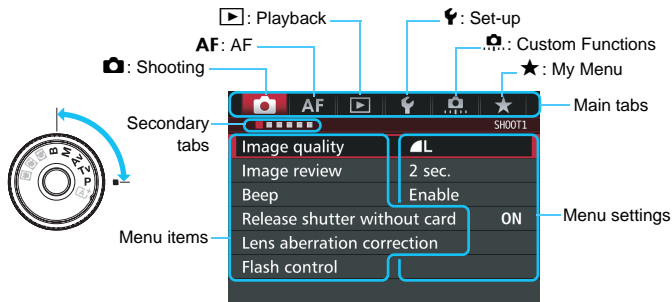 : Playback
: Set-up
AF: AF
: Custom Functions
: Shooting
: My Menu
AF
Main tabs
Secondary tabs
SHOOT1
Image quality L
Image review 2 sec.
Beep Enable
Release shutter without card ON
Lens aberration correction
Flash control
Menu items
Menu settings
B
M
Av
Tv
P
A+